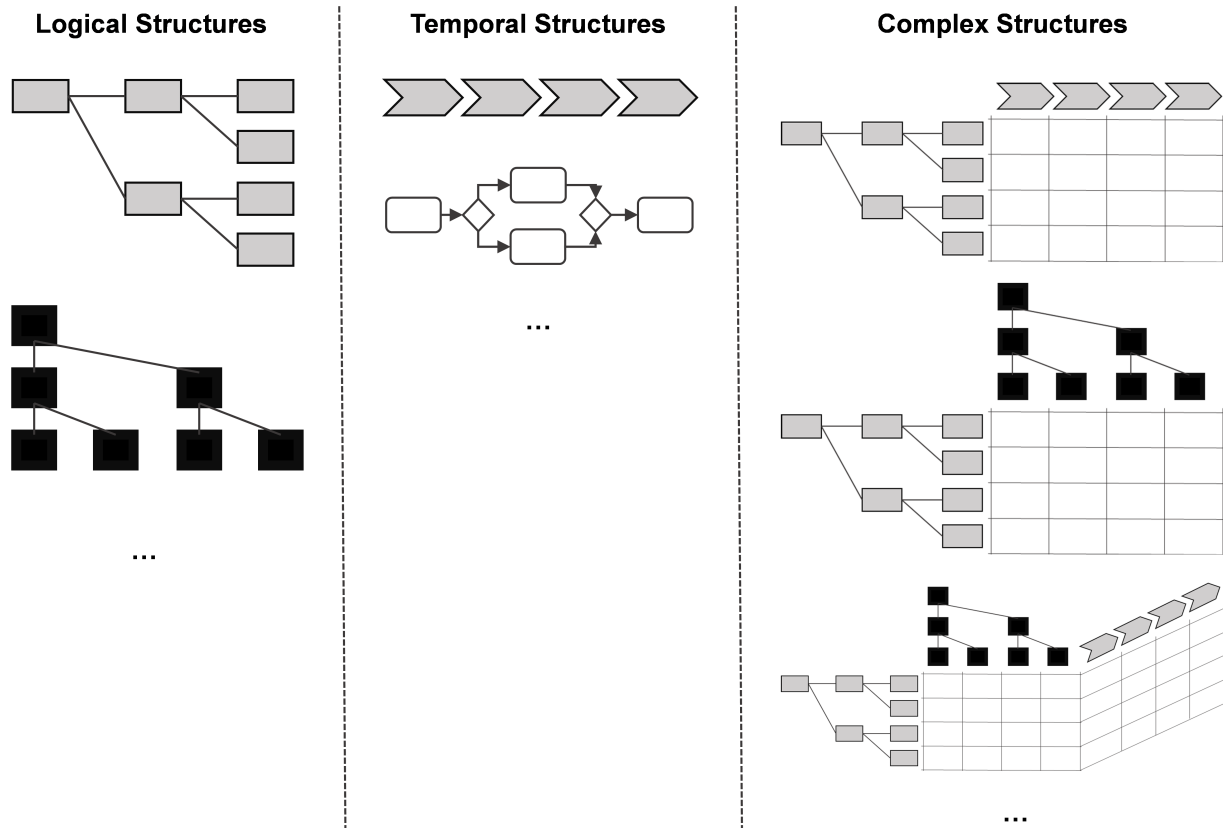 Logical Structures
Temporal Structures
Complex Structures
...
...
...